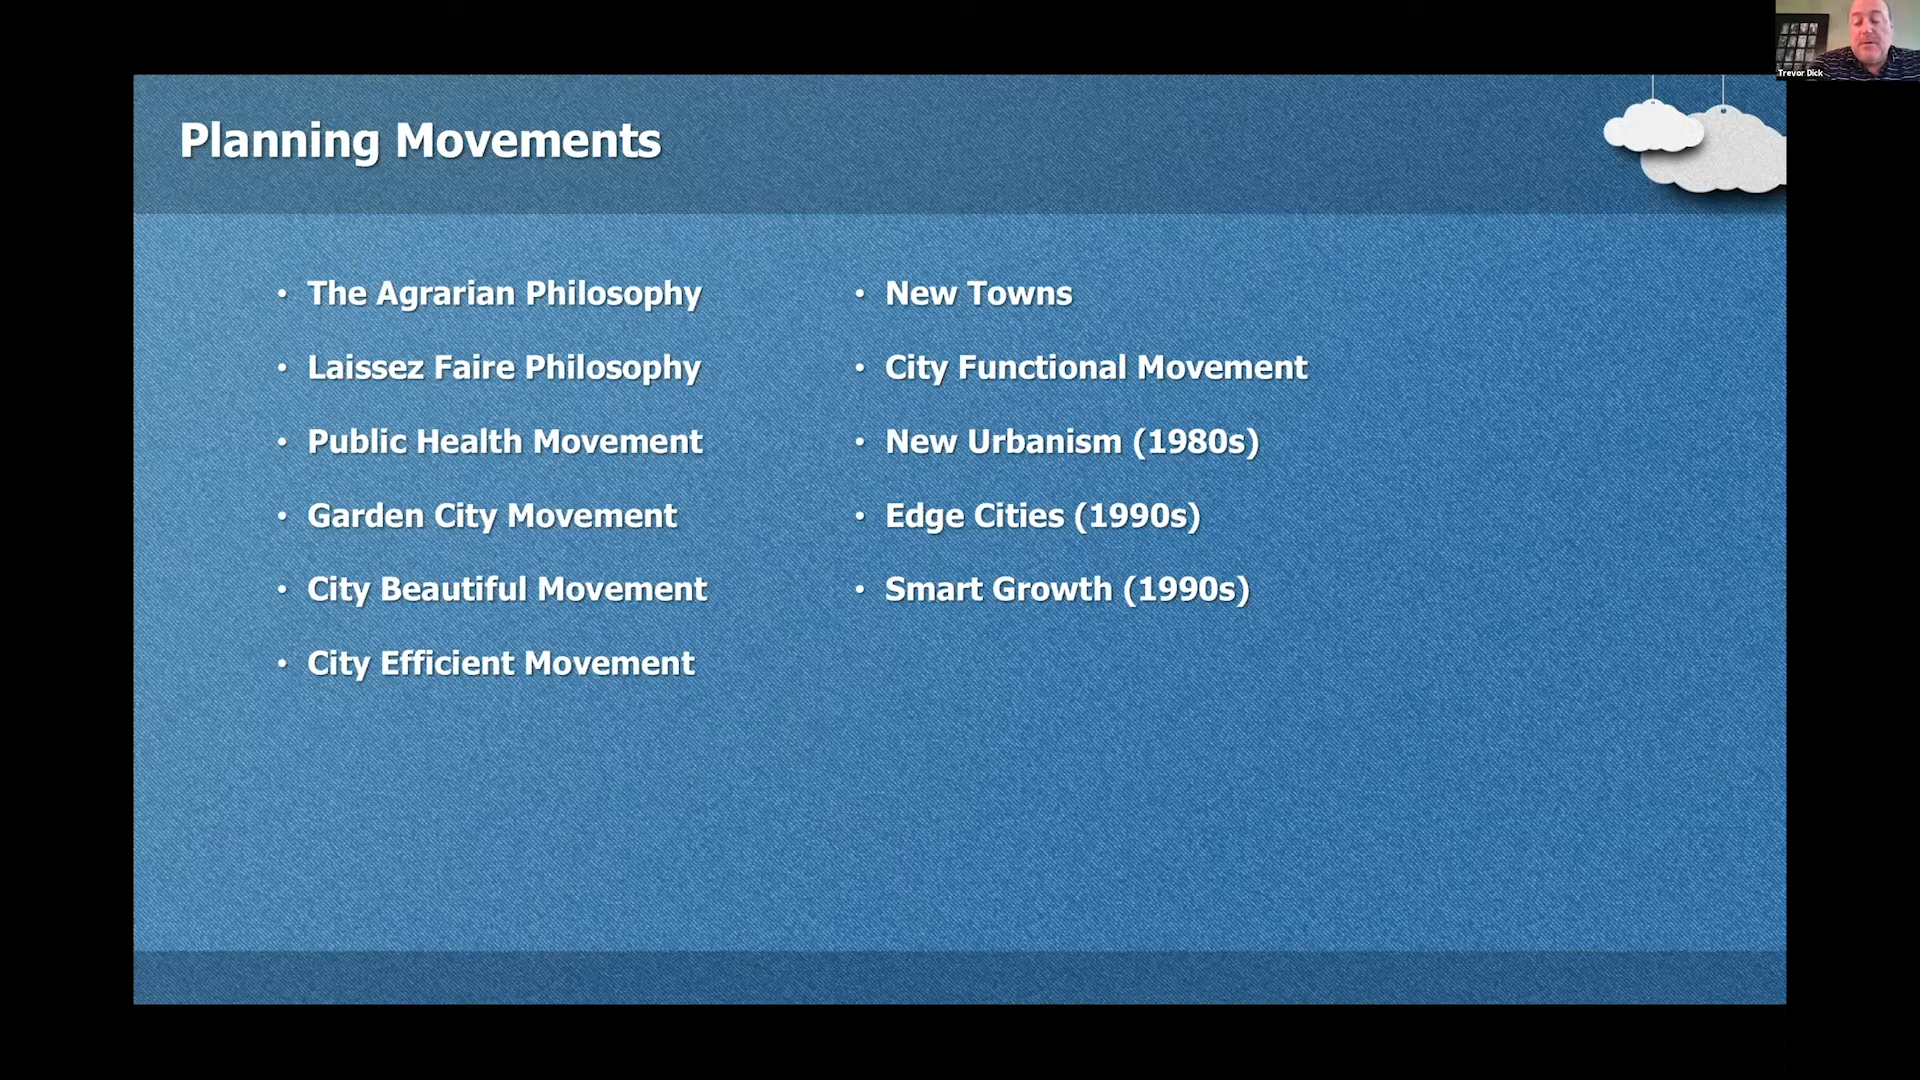 Trevor Dick
Planning Movements
• The Agrarian Philosophy
• Laissez Faire Philosophy
• Public Health Movement
• Garden City Movement
• City Beautiful Movement
• City Efficient Movement
• New Towns
• City Functional Movement
• New Urbanism (1980s)
• Edge Cities (1990s)
• Smart Growth (1990s)